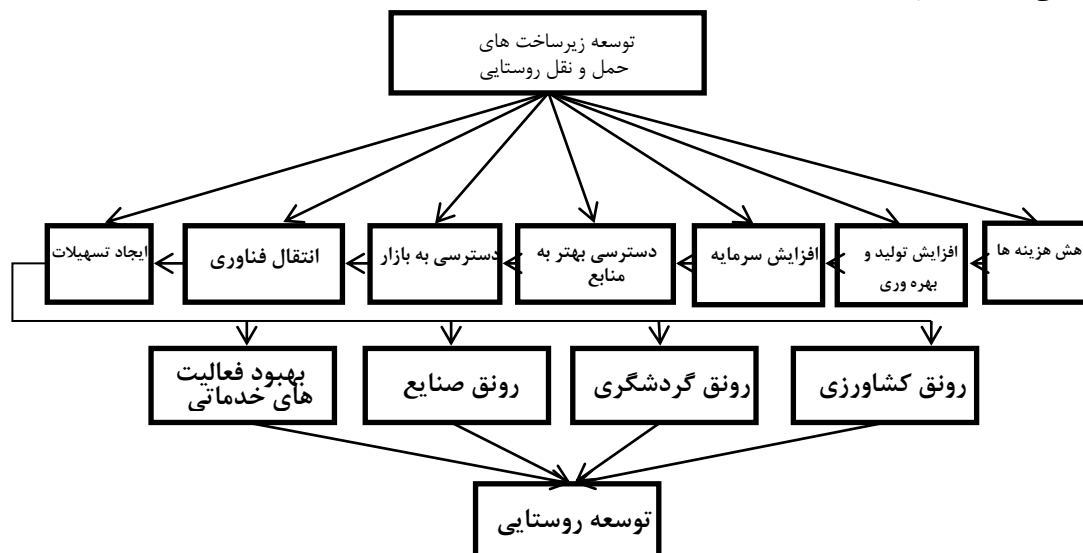 توسعه زیرساخت های
حمل و نقل روستایی
هش هزینه ها
افزایش تولید و
بهره وری
افزایش سرمایه
دسترسی بهتر به
منابع
دسترسی به بازار
انتقال فناوری
ایجاد تسهیلات
رونق کشاورزی
رونق گردشگری
رونق صنایع
بهبود فعالیت
های خدماتی
توسعه روستایی